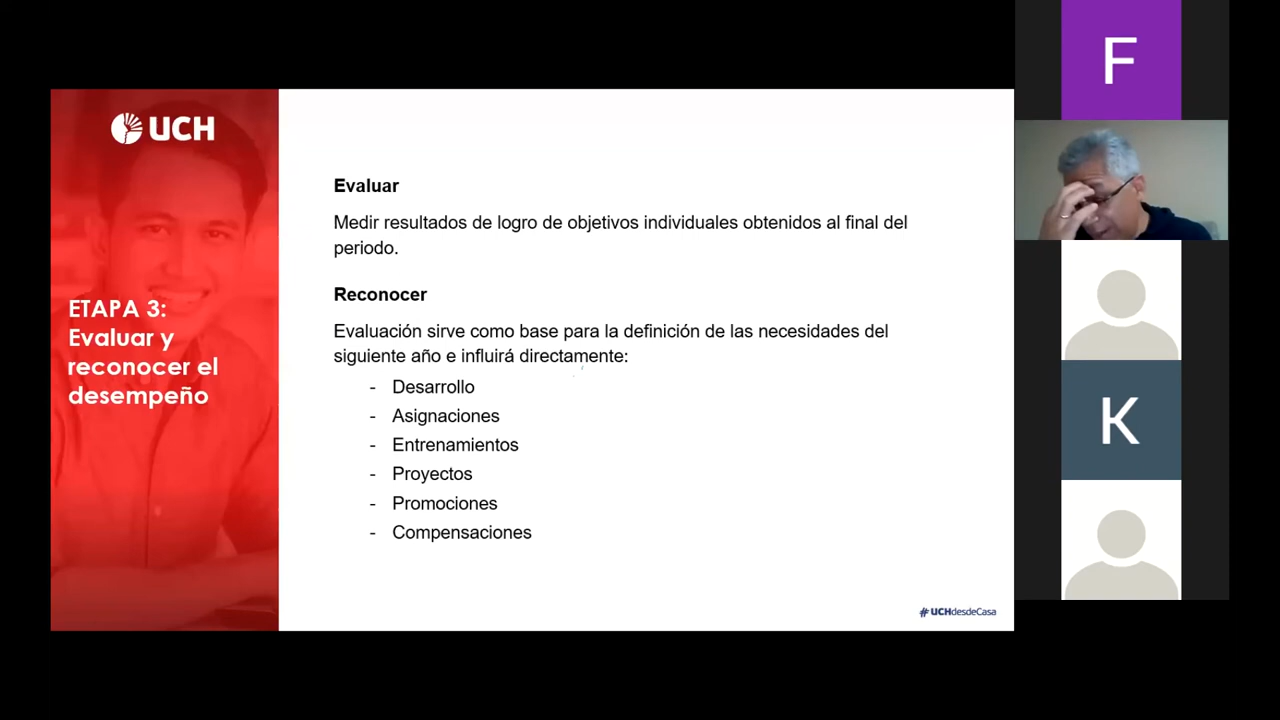 UCH
ETAPA 3:
Evaluar y
reconocer el
desempeño
Evaluar
Medir resultados de logro de objetivos individuales obtenidos al final del
periodo.
Reconocer
Evaluación sirve como base para la definición de las necesidades del
siguiente año e influirá directamente:
- Desarrollo
- Asignaciones
- Entrenamientos
- Proyectos
- Promociones
- Compensaciones
#UCHdesdeCasa
F
K